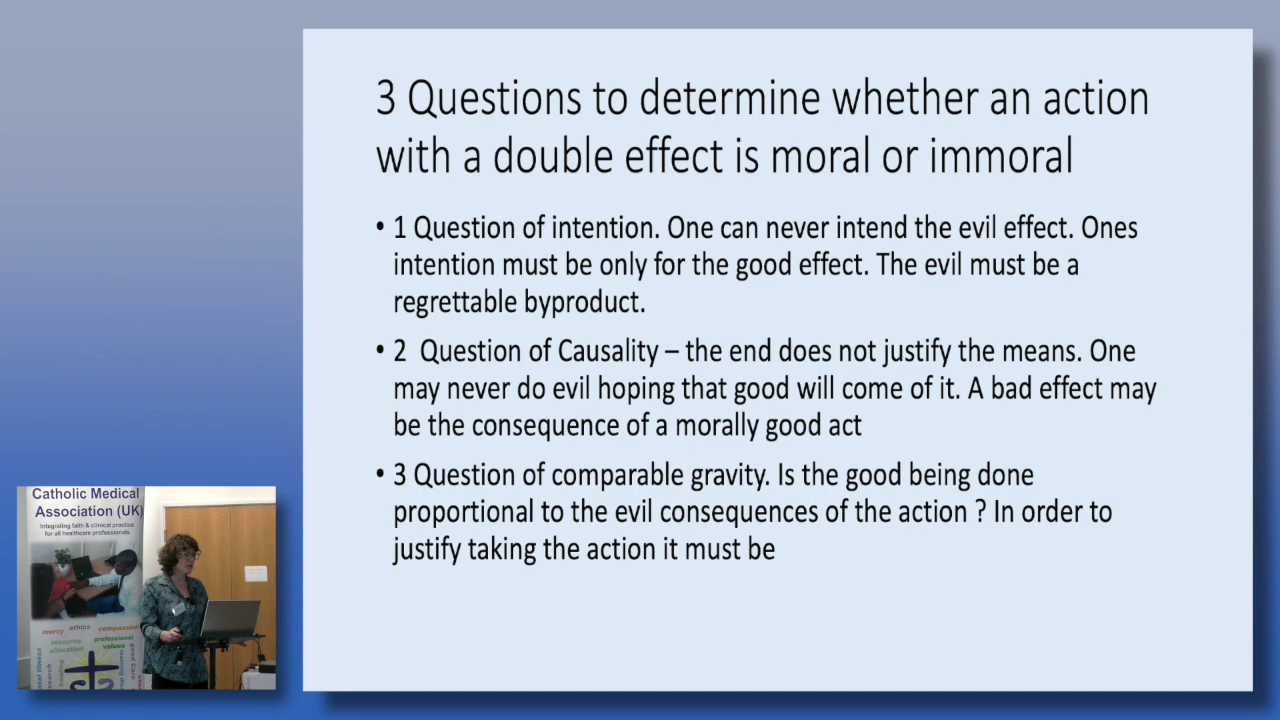 3 Questions to determine whether an action
with a double effect is moral or immoral
• 1 Question of intention. One can never intend the evil effect. Ones
intention must be only for the good effect. The evil must be a
regrettable byproduct.
• 2  Question of Causality – the end does not justify the means. One
may never do evil hoping that good will come of it. A bad effect may
be the consequence of a morally good act
• 3 Question of comparable gravity. Is the good being done
proportional to the evil consequences of the action ? In order to
justify taking the action it must be
Catholic Medical
Association (UK)
Integrating faith & clinical practice
for all healthcare professionals
mercy ethics compassion
resource professional
allocation values